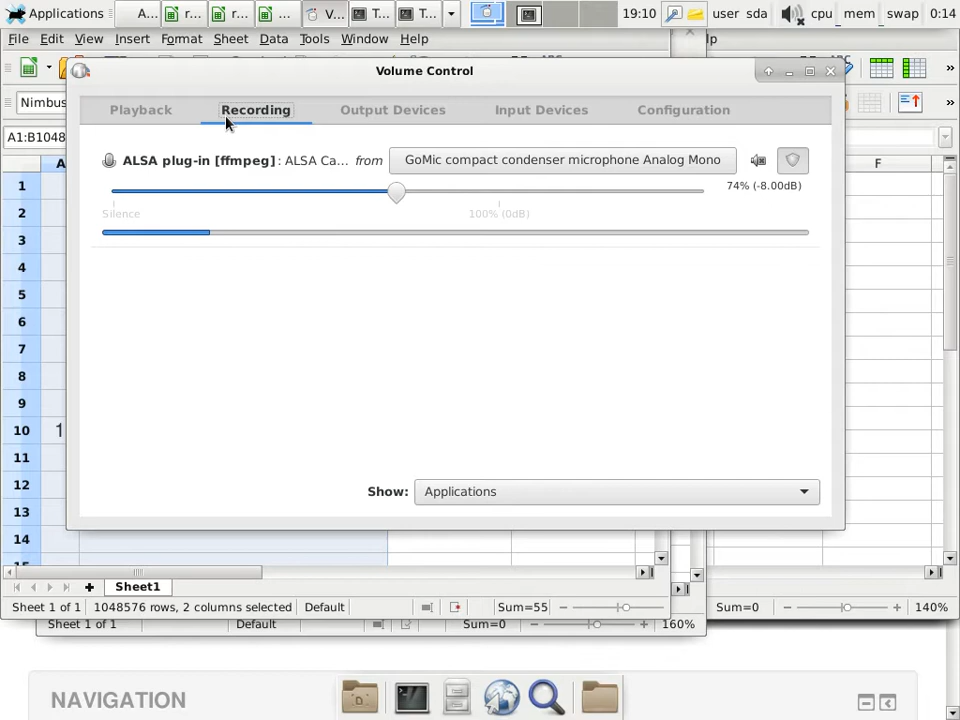 Applications A... r... r... ... V... T... T... 19:10 user sda cpu mem swap 0:14
File Edit View Insert Format Sheet Data Tools Window Help
Volume Control
Nimbus
Playback Recording Output Devices Input Devices Configuration
A1:B1048
ALSA plug-in [ffmpeg]: ALSA Ca... from GoMic compact condenser microphone Analog Mono
74% (-8.00dB)
Silence 100% (0dB)
A F
1
2
3
4
5
6
7
8
9
10 1
11
12
13
14
Show: Applications
Sheet1
Sheet 1 of 1 1048576 rows, 2 columns selected Default Sum=55 Sum=0 140%
Sheet 1 of 1 Default Sum=0 160%
NAVIGATION